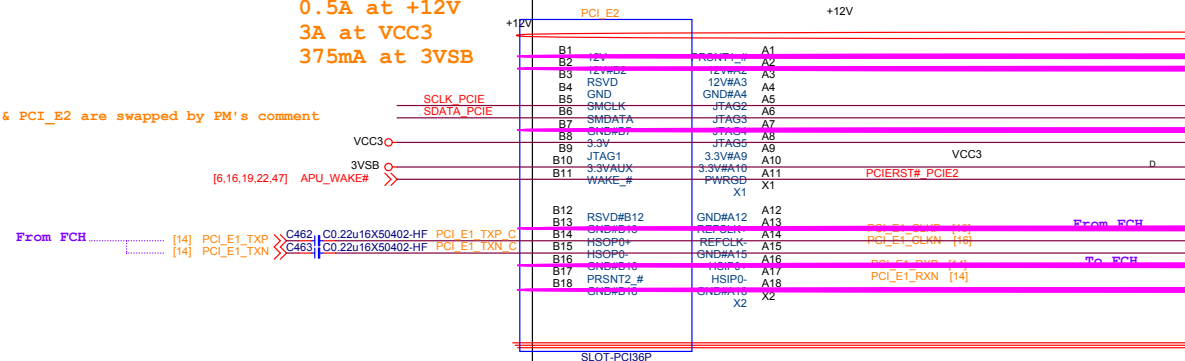 0.5A at +12V
3A at VCC3
375mA at 3VSB
PCI_E2
+12V
+12V
B1 12V PRSNT1_# A1
B2 12V#B2 12V#A2 A2
B3 RSVD 12V#A3 A3
B4 GND GND#A4 A4
SCLK_PCIE B5 SMCLK JTAG2 A5
SDATA_PCIE B6 SMDATA JTAG3 A6
& PCI_E2 are swapped by PM's comment
B7 GND#B7 JTAG4 A7
VCC3 B8 3.3V JTAG5 A8
B9 JTAG1 3.3V#A9 A9 VCC3
3VSB B10 3.3VAUX 3.3V#A10 A10 D
[6,16,19,22,47] APU_WAKE# B11 WAKE_# PWRGD A11 PCIERST#_PCIE2
X1 X1
B12 RSVD#B12 GND#A12 A12
B13 GND#B13 REFCLK+ A13 PCI_E1_CLKP [16] From FCH
From FCH [14] PCI_E1_TXP C462 C0.22u16X50402-HF PCI_E1_TXP_C B14 HSOP0+ REFCLK- A14 PCI_E1_CLKN [16]
[14] PCI_E1_TXN C463 C0.22u16X50402-HF PCI_E1_TXN_C B15 HSOP0- GND#A15 A15
B16 GND#B16 HSIP0+ A16 PCI_E1_RXP [14] To FCH
B17 PRSNT2_# HSIP0- A17 PCI_E1_RXN [14]
B18 GND#B18 GND#A18 A18
X2 X2
SLOT-PCI36P